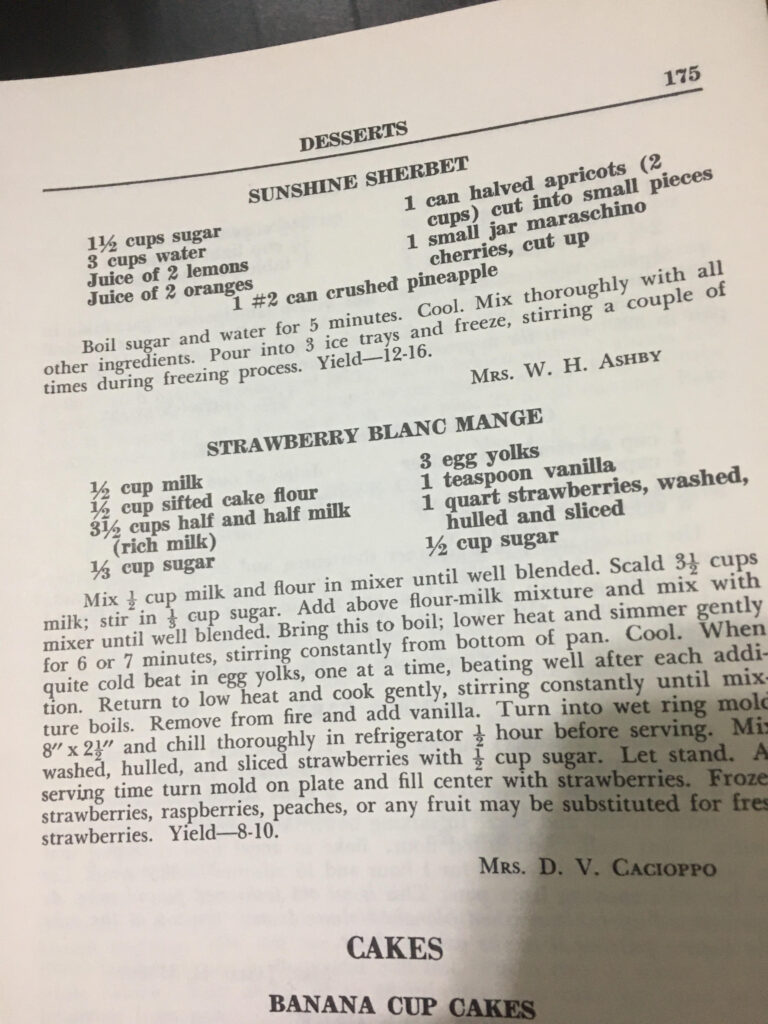 175
DESSERTS
SUNSHINE SHERBET
1½ cups sugar
3 cups water
Juice of 2 lemons
Juice of 2 oranges
1 can halved apricots (2
cups) cut into small pieces
1 small jar maraschino
cherries, cut up
1 #2 can crushed pineapple
Boil sugar and water for 5 minutes. Cool. Mix thoroughly with all
other ingredients. Pour into 3 ice trays and freeze, stirring a couple of
times during freezing process. Yield—12-16.
MRS. W. H. ASHBY
STRAWBERRY BLANC MANGE
½ cup milk
½ cup sifted cake flour
3½ cups half and half milk
(rich milk)
⅓ cup sugar
3 egg yolks
1 teaspoon vanilla
1 quart strawberries, washed,
hulled and sliced
½ cup sugar
Mix ½ cup milk and flour in mixer until well blended. Scald 3½ cups
milk; stir in ⅓ cup sugar. Add above flour-milk mixture and mix with
mixer until well blended. Bring this to boil; lower heat and simmer gently
for 6 or 7 minutes, stirring constantly from bottom of pan. Cool. When
quite cold beat in egg yolks, one at a time, beating well after each addi-
tion. Return to low heat and cook gently, stirring constantly until mix-
ture boils. Remove from fire and add vanilla. Turn into wet ring mold
8″ x 2½″ and chill thoroughly in refrigerator ½ hour before serving. Mi
washed, hulled, and sliced strawberries with ½ cup sugar. Let stand. A
serving time turn mold on plate and fill center with strawberries. Froze
strawberries, raspberries, peaches, or any fruit may be substituted for fres
strawberries. Yield—8-10.
MRS. D. V. CACIOPPO
CAKES
BANANA CUP CAKES